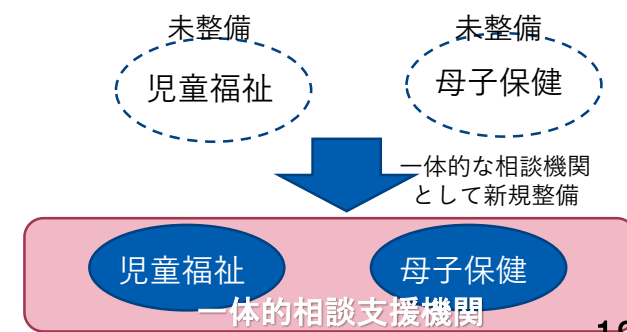 未整備
未整備
児童福祉
母子保健
一体的な相談機関
として新規整備
児童福祉
母子保健
一体的相談支援機関